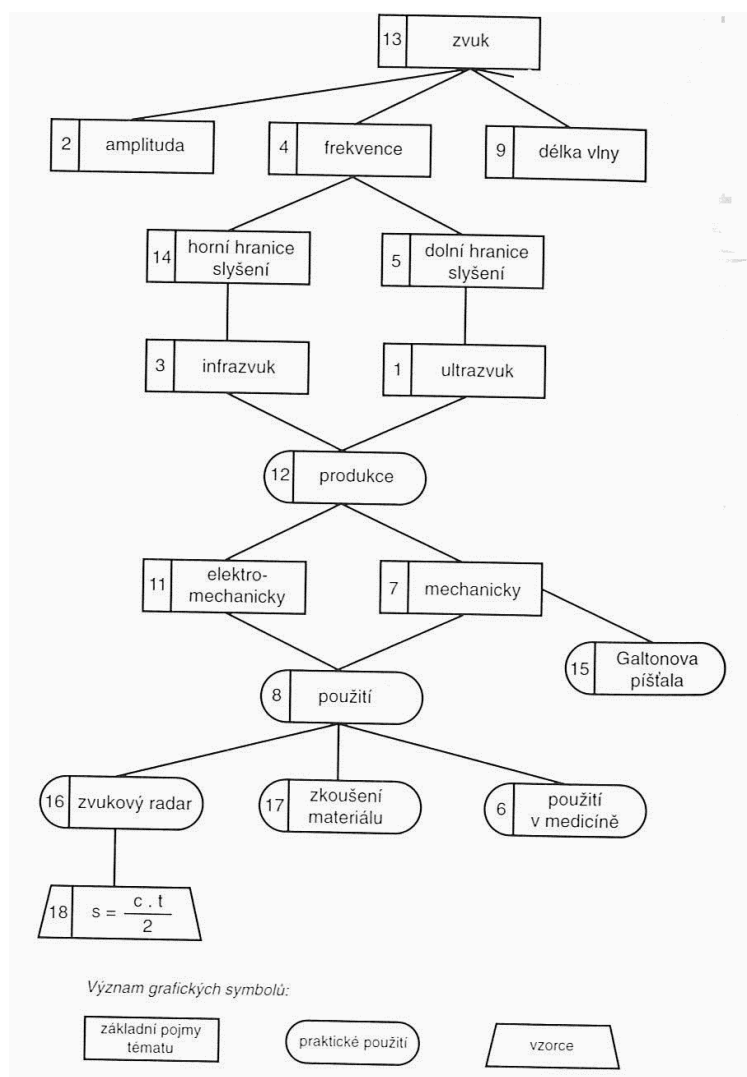 13 zvuk
2 amplituda
4 frekvence
9 délka vlny
14 horní hranice
slyšení
5 dolní hranice
slyšení
3 infrazvuk
1 ultrazvuk
12 produkce
11 elektro-
mechanicky
7 mechanicky
15 Galtonova
píšťala
8 použití
16 zvukový radar
17 zkoušení
materiálu
6 použití
v medicíně
18 s = c . t
2
Význam grafických symbolů:
základní pojmy
tématu
praktické použití
vzorce